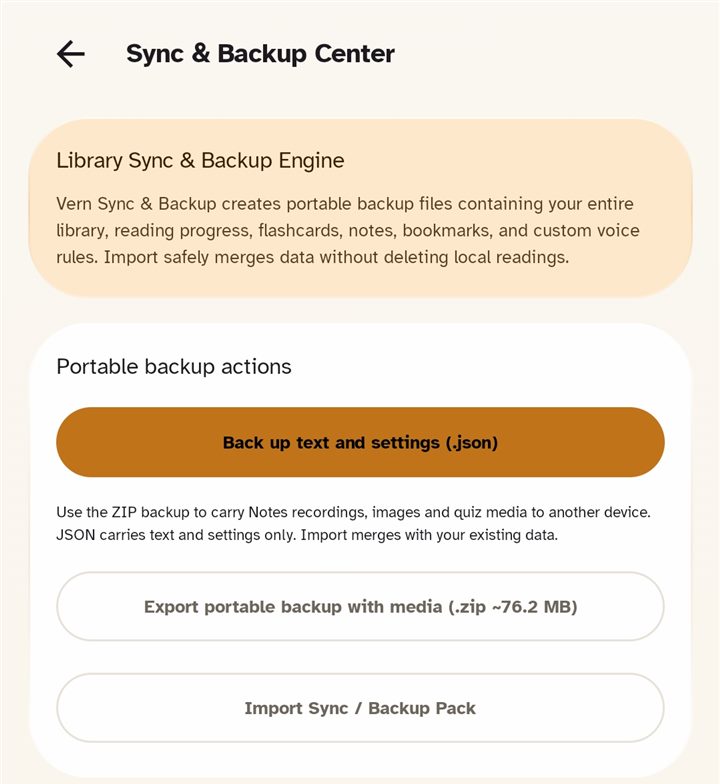 Sync & Backup Center
Library Sync & Backup Engine
Vern Sync & Backup creates portable backup files containing your entire
library, reading progress, flashcards, notes, bookmarks, and custom voice
rules. Import safely merges data without deleting local readings.
Portable backup actions
Back up text and settings (.json)
Use the ZIP backup to carry Notes recordings, images and quiz media to another device.
JSON carries text and settings only. Import merges with your existing data.
Export portable backup with media (.zip ~76.2 MB)
Import Sync / Backup Pack